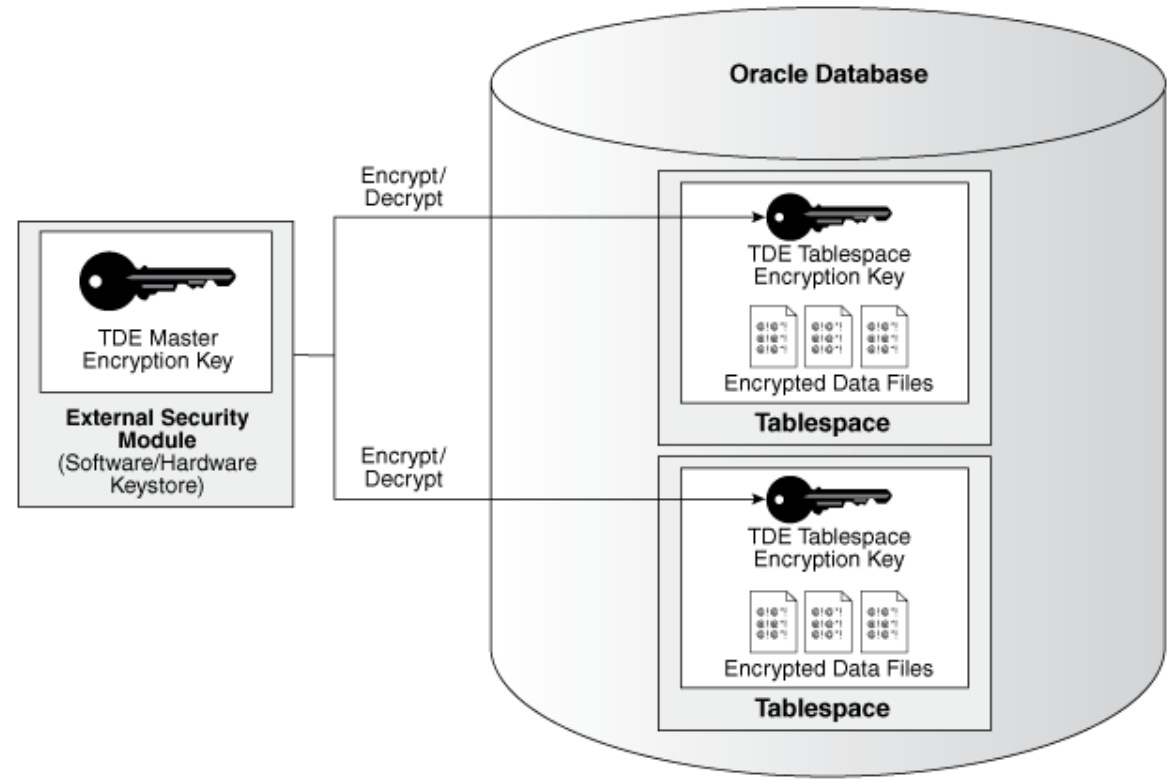 Oracle Database
Encrypt/
Decrypt
TDE Master
Encryption Key
External Security
Module
(Software/Hardware
Keystore)
TDE Tablespace
Encryption Key
Encrypted Data Files
Tablespace
Encrypt/
Decrypt
TDE Tablespace
Encryption Key
Encrypted Data Files
Tablespace